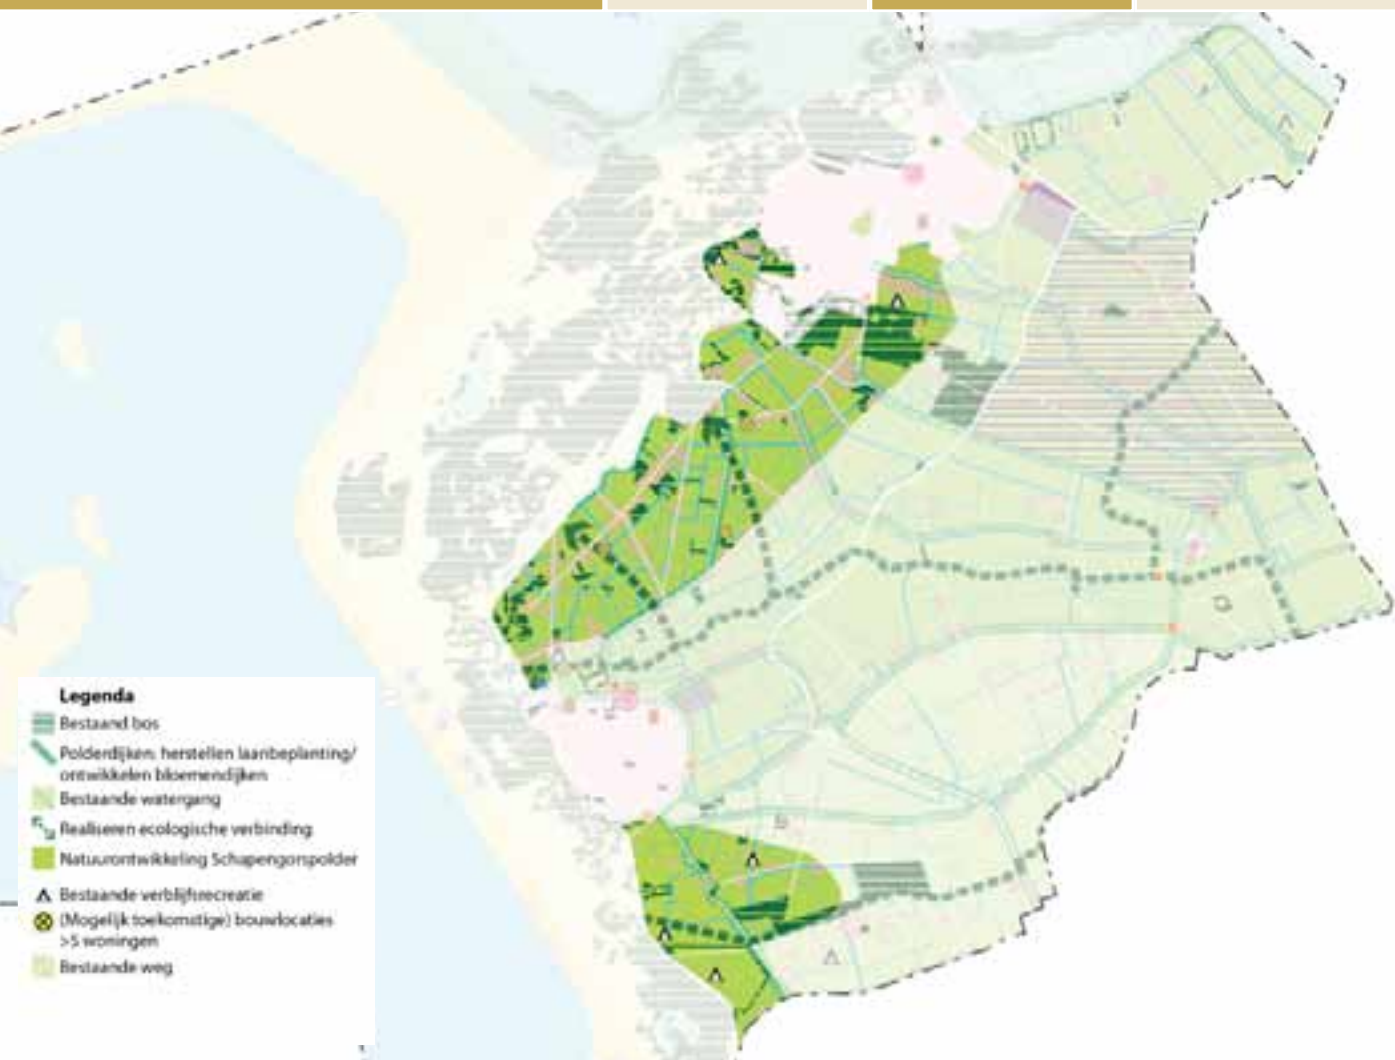 Legenda
Bestaand bos
Polderdijken: herstellen laanbeplanting/
ontwikkelen bloemendijken
Bestaande watergang
Realiseren ecologische verbinding
Natuurontwikkeling Schapengorspolder
Bestaande verblijfsrecreatie
(Mogelijk toekomstige) bouwlocaties
>5 woningen
Bestaande weg